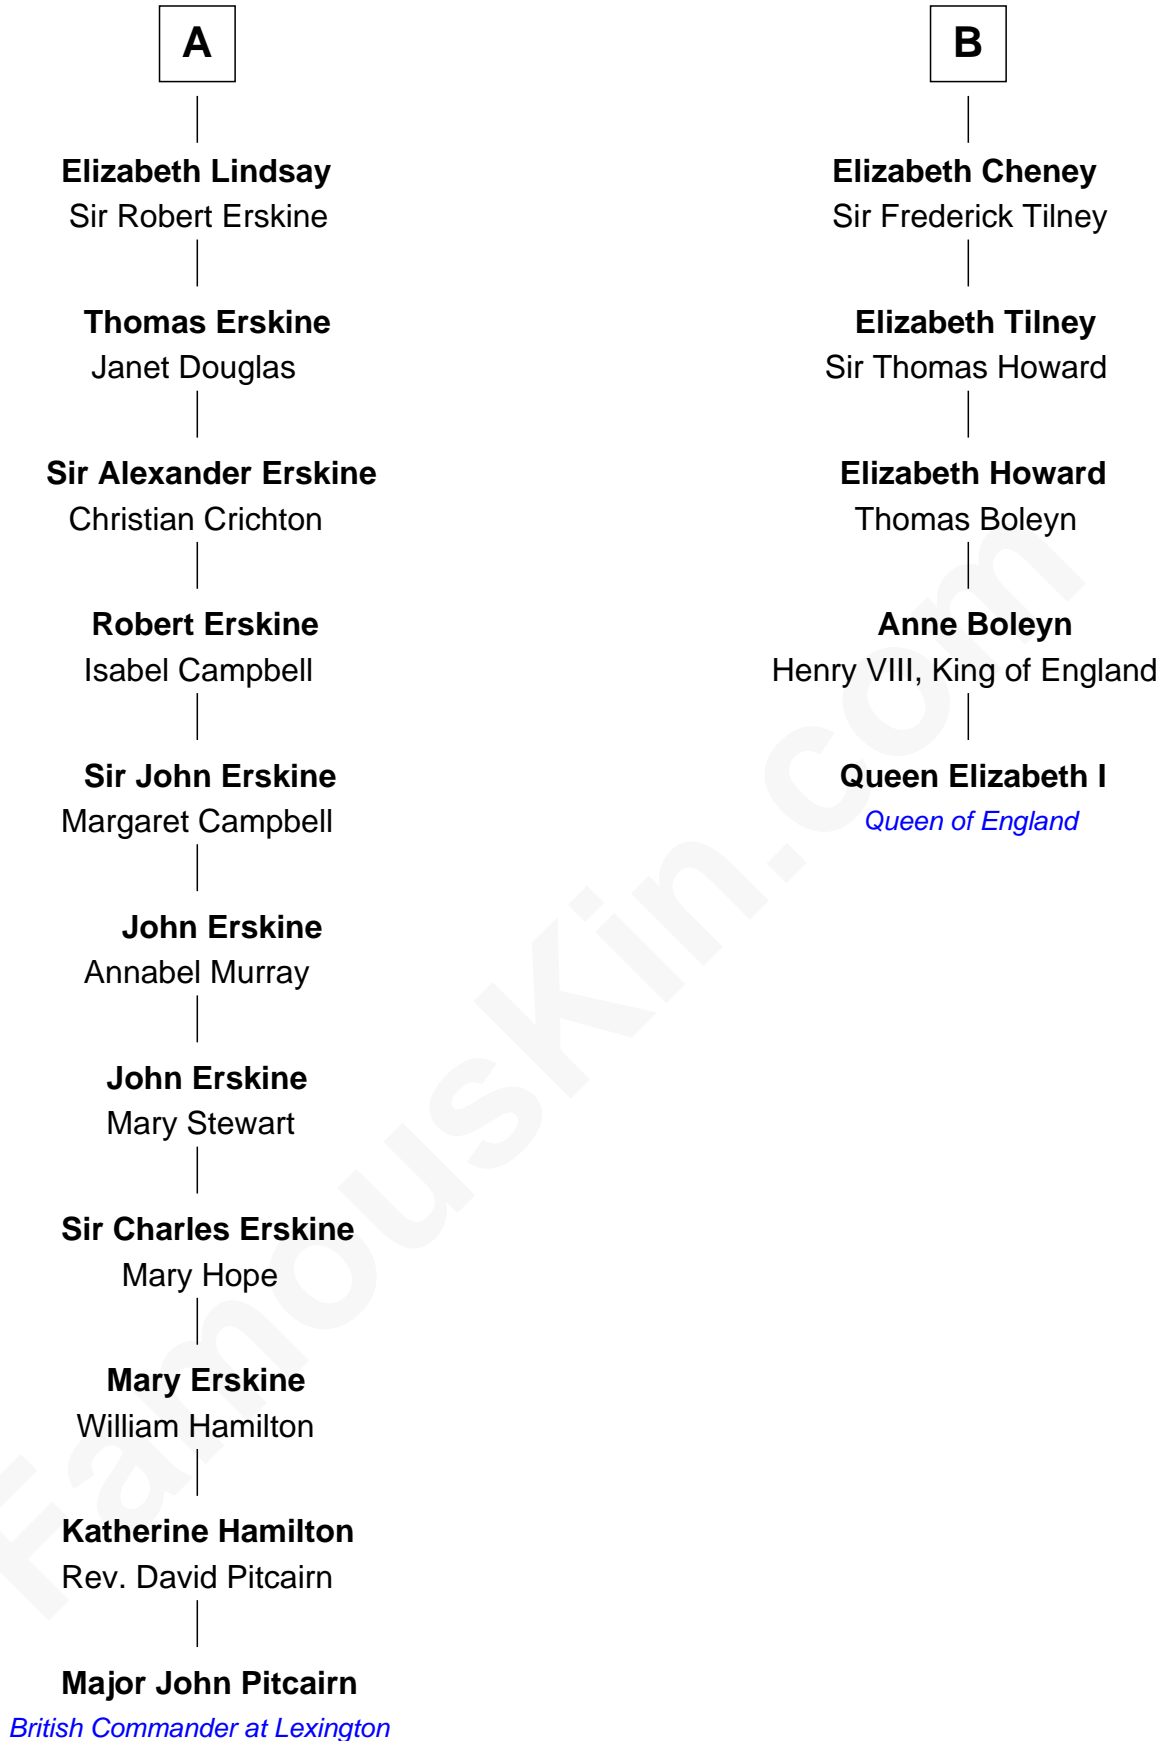 A
Elizabeth Lindsay
Sir Robert Erskine
Thomas Erskine
Janet Douglas
Sir Alexander Erskine
Christian Crichton
Robert Erskine
Isabel Campbell
Sir John Erskine
Margaret Campbell
John Erskine
Annabel Murray
John Erskine
Mary Stewart
Sir Charles Erskine
Mary Hope
Mary Erskine
William Hamilton
Katherine Hamilton
Rev. David Pitcairn
Major John Pitcairn
British Commander at Lexington
B
Elizabeth Cheney
Sir Frederick Tilney
Elizabeth Tilney
Sir Thomas Howard
Elizabeth Howard
Thomas Boleyn
Anne Boleyn
Henry VIII, King of England
Queen Elizabeth I
Queen of England
FamousKin.com